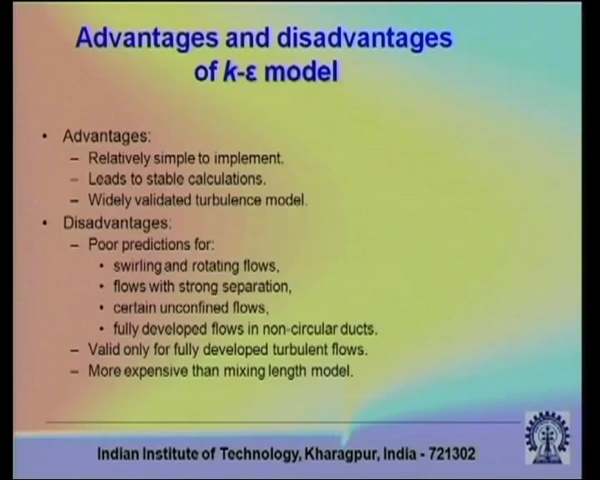 Advantages and disadvantages
of k-ε model
• Advantages:
– Relatively simple to implement.
– Leads to stable calculations.
– Widely validated turbulence model.
• Disadvantages:
– Poor predictions for:
• swirling and rotating flows,
• flows with strong separation,
• certain unconfined flows,
• fully developed flows in non-circular ducts.
– Valid only for fully developed turbulent flows.
– More expensive than mixing length model.
Indian Institute of Technology, Kharagpur, India - 721302